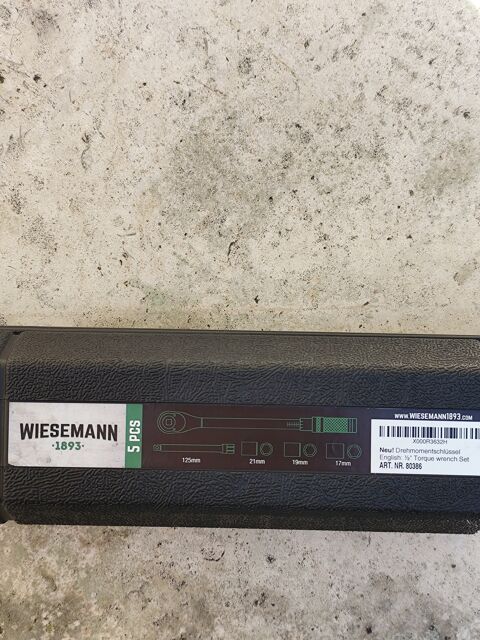 WIESEMANN
·1893·
5 PCS
125mm
21mm
19mm
17mm
WWW.WIESEMANN1893.COM
X000R3632H
Neu! Drehmomentschlüssel
English: ½" Torque wrench Set
ART. NR. 80386